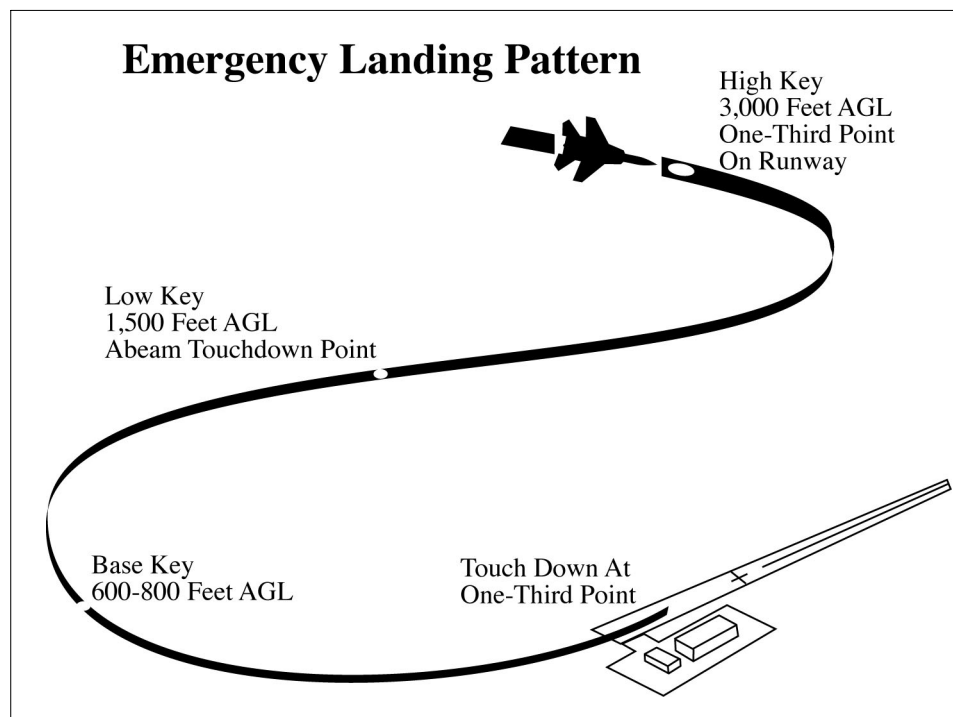 Emergency Landing Pattern
High Key
3,000 Feet AGL
One-Third Point
On Runway
Low Key
1,500 Feet AGL
Abeam Touchdown Point
Base Key
600-800 Feet AGL
Touch Down At
One-Third Point